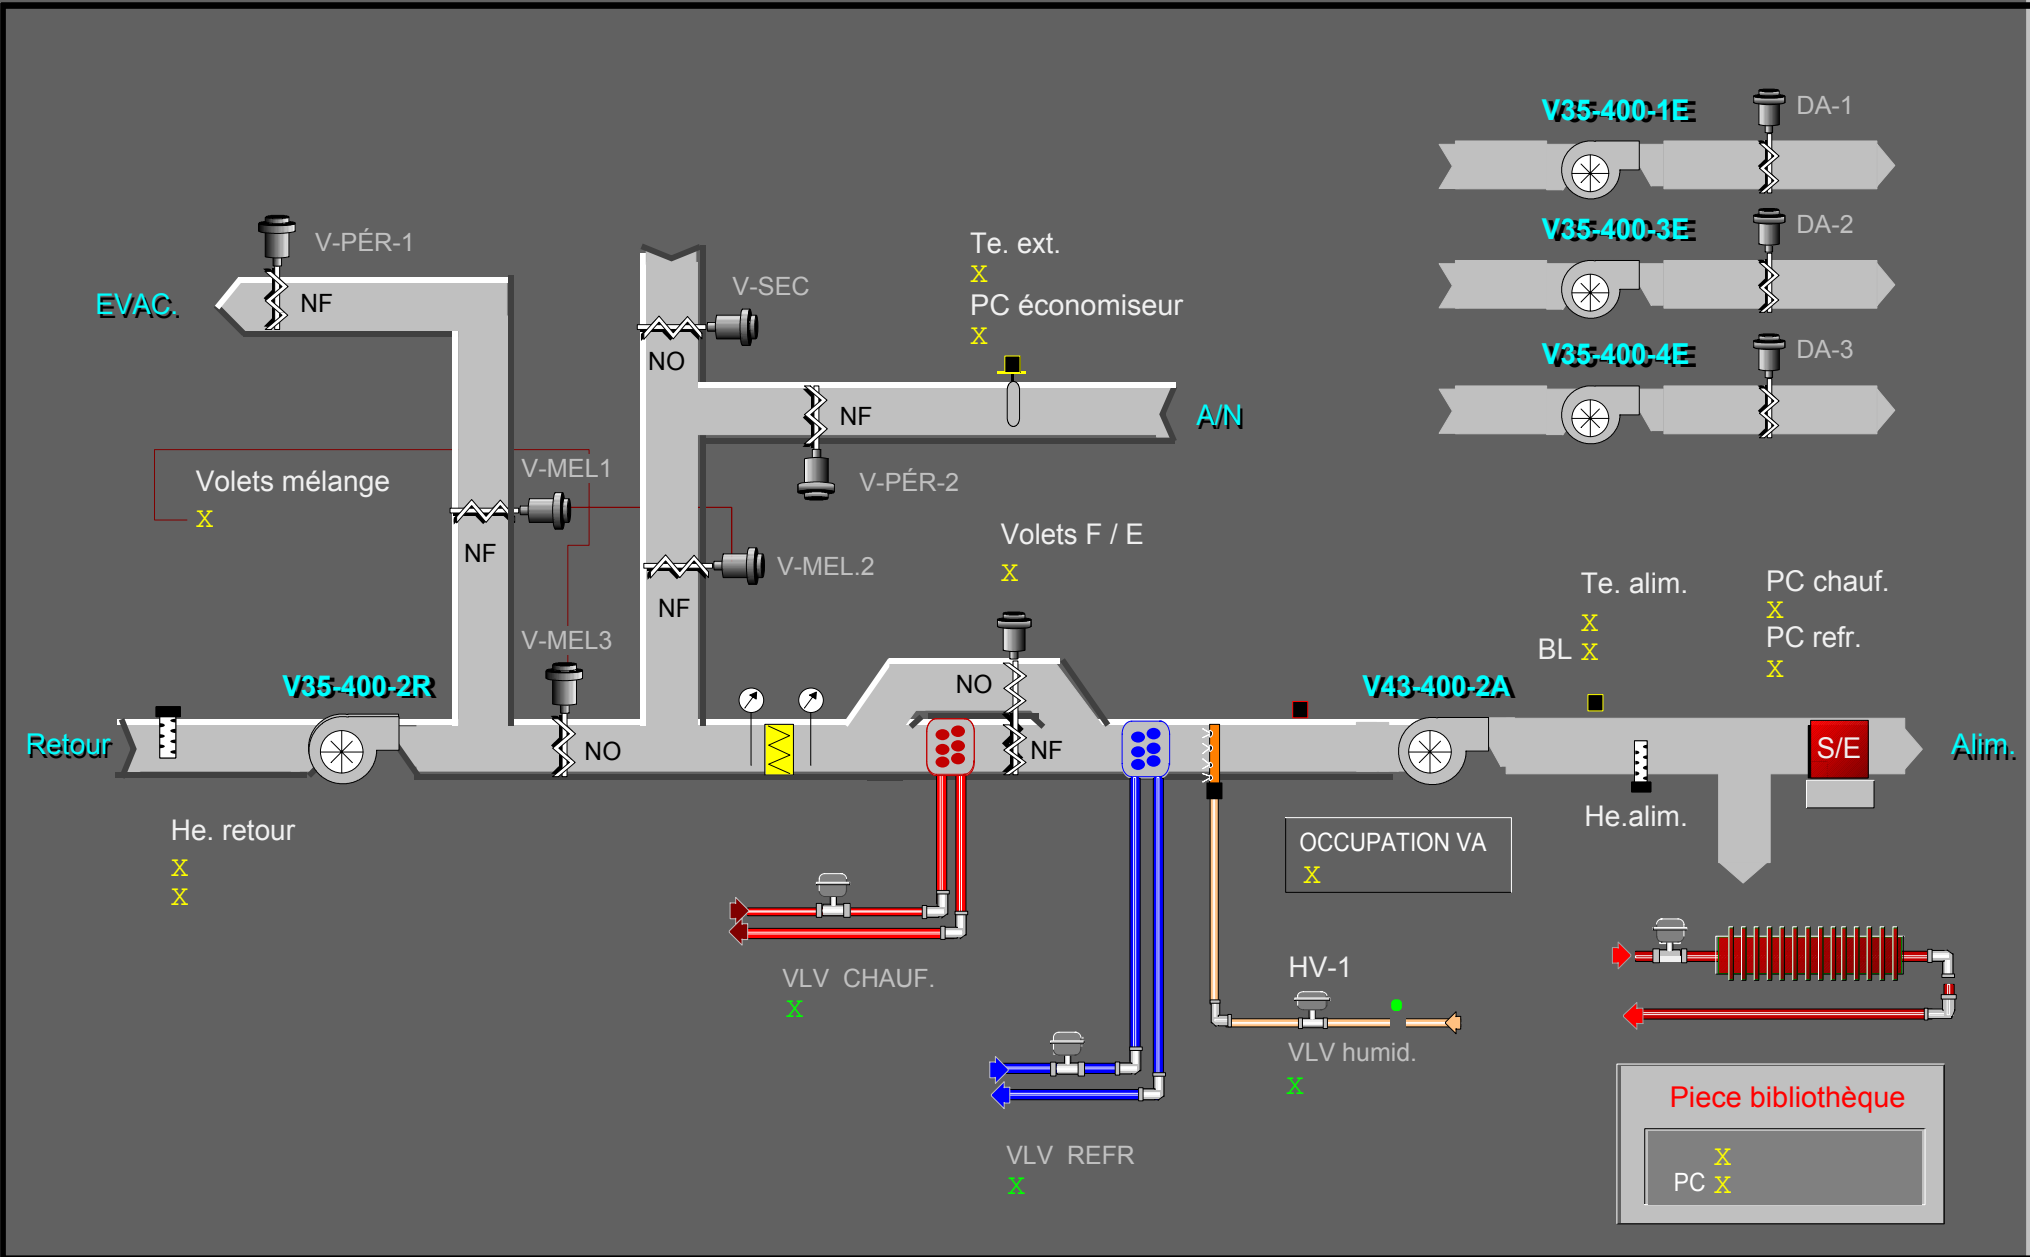 V35-400-1E
DA-1
V35-400-3E
DA-2
V35-400-4E
DA-3
V-PÉR-1
EVAC.
NF
V-SEC
NO
Te. ext.
X
PC économiseur
X
NF
A/N
V-PÉR-2
Volets mélange
X
V-MEL1
NF
V-MEL.2
NF
Volets F / E
X
V-MEL3
NO
V35-400-2R
Retour
He. retour
X
X
NO
NF
V43-400-2A
Te. alim.
X
BL X
PC chauf.
X
PC refr.
X
S/E
Alim.
He.alim.
OCCUPATION VA
X
VLV CHAUF.
X
HV-1
VLV humid.
X
VLV REFR
X
Piece bibliothèque
X
PC X